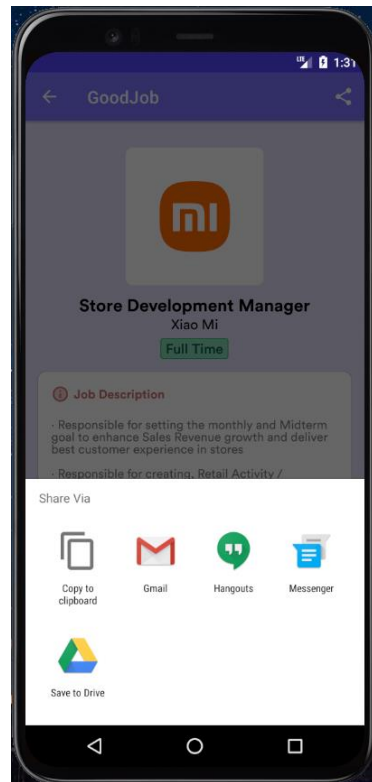 LTE 1:31
GoodJob
mi
Store Development Manager
Xiao Mi
Full Time
Job Description
· Responsible for setting the monthly and Midterm
goal to enhance Sales Revenue growth and deliver
best customer experience in stores
· Responsible for creating, Retail Activity /
Share Via
Copy to
clipboard
Gmail
Hangouts
Messenger
Save to Drive